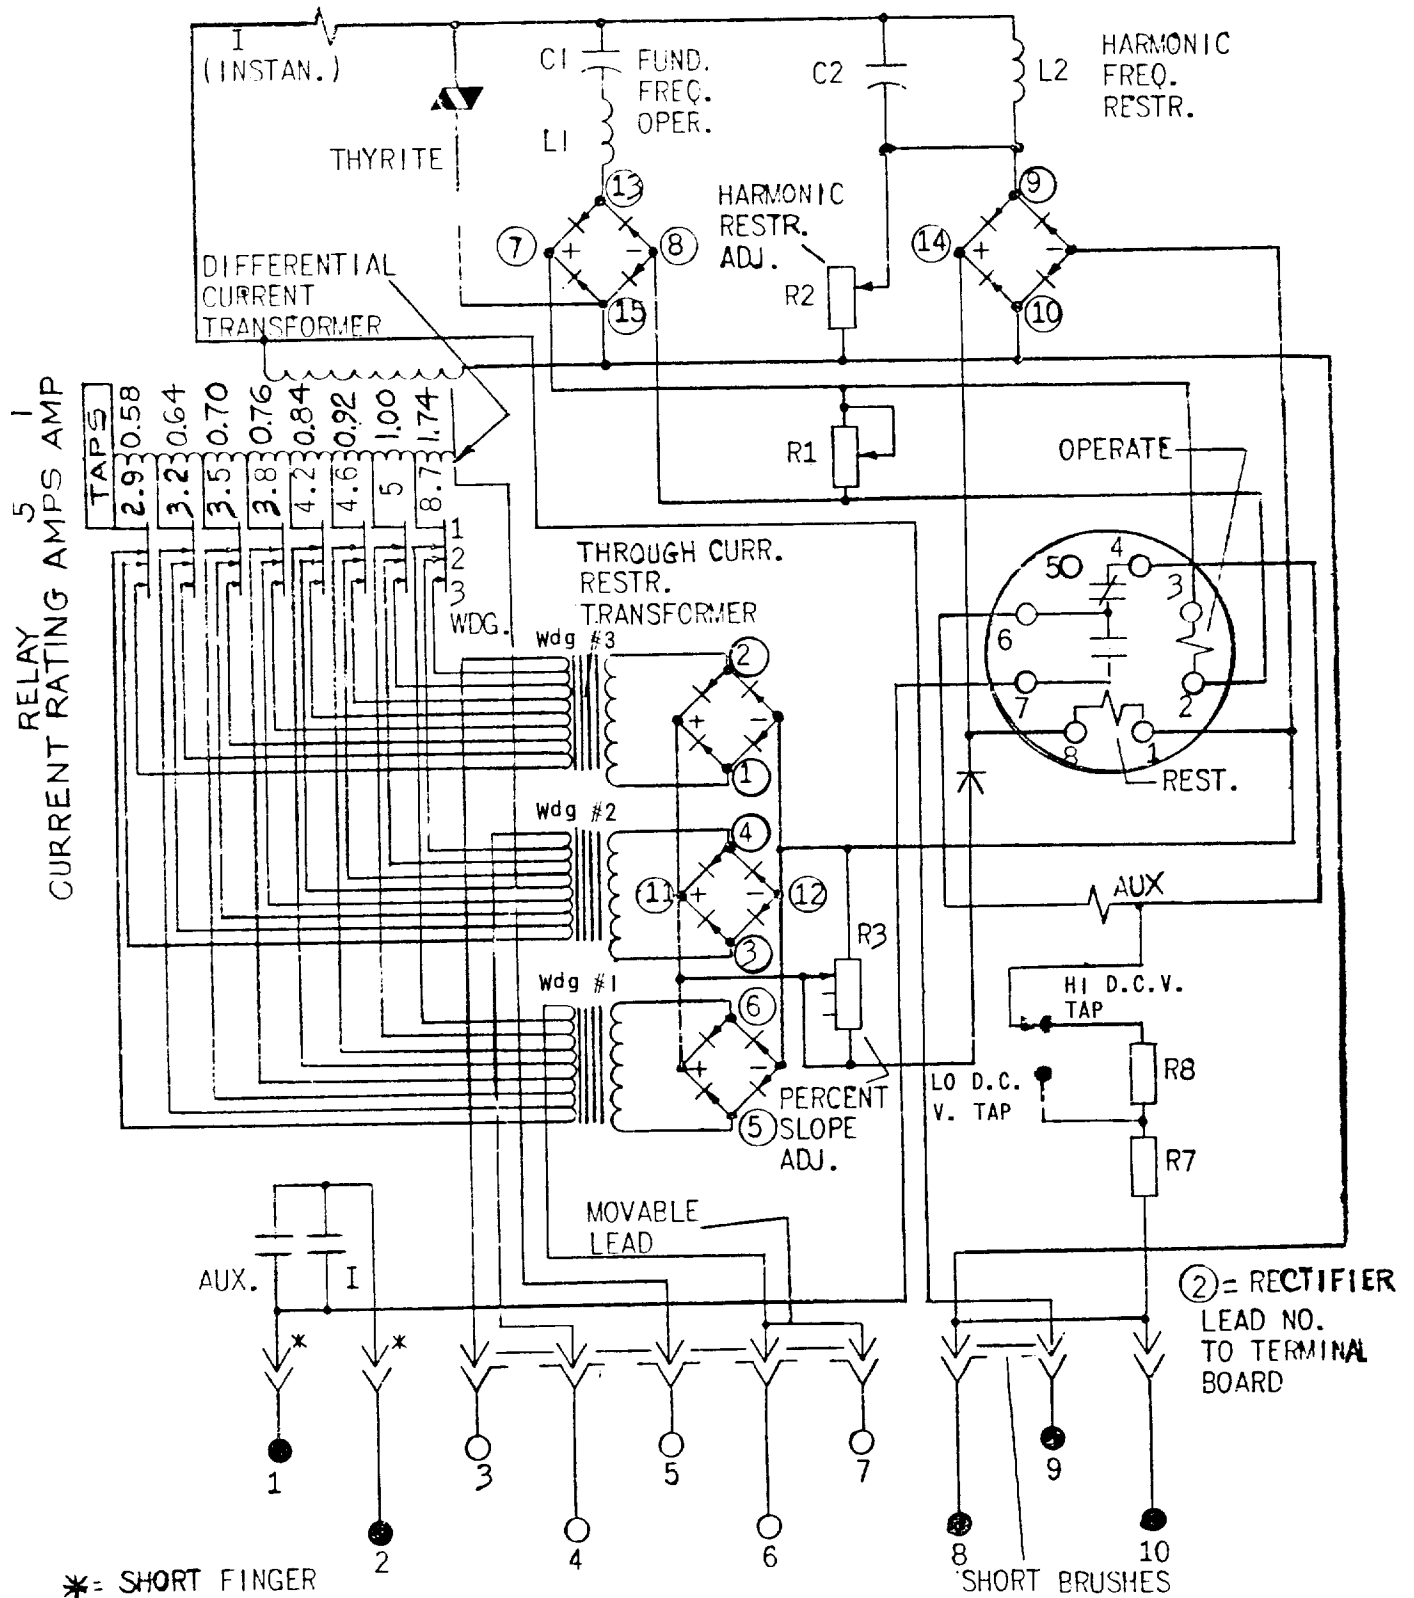 I
(INSTAN.)
C1
FUND.
FREQ.
OPER.
L1
THYRITE
C2
L2
HARMONIC
FREQ.
RESTR.
HARMONIC
RESTR.
ADJ.
R2
13
7
+
-
8
15
9
14
+
-
10
DIFFERENTIAL
CURRENT
TRANSFORMER
TAPS
0.58
0.64
0.70
0.76
0.84
0.92
1.00
1.74
2.9
3.2
3.5
3.8
4.2
4.6
5
8.7
1
5
RELAY
CURRENT RATING AMPS AMP
1
2
3
WDG.
R1
OPERATE
THROUGH CURR.
RESTR.
TRANSFORMER
5
4
3
6
7
2
8
1
REST.
Wdg #3
2
+
-
1
Wdg #2
4
11
+
-
12
3
Wdg #1
6
+
-
5
R3
PERCENT
SLOPE
ADJ.
AUX
HI D.C.V.
TAP
LO D.C.
V. TAP
R8
R7
MOVABLE
LEAD
AUX.
I
2 = RECTIFIER
LEAD NO.
TO TERMINAL
BOARD
*
*
1
2
3
4
5
6
7
8
9
10
*= SHORT FINGER
SHORT BRUSHES